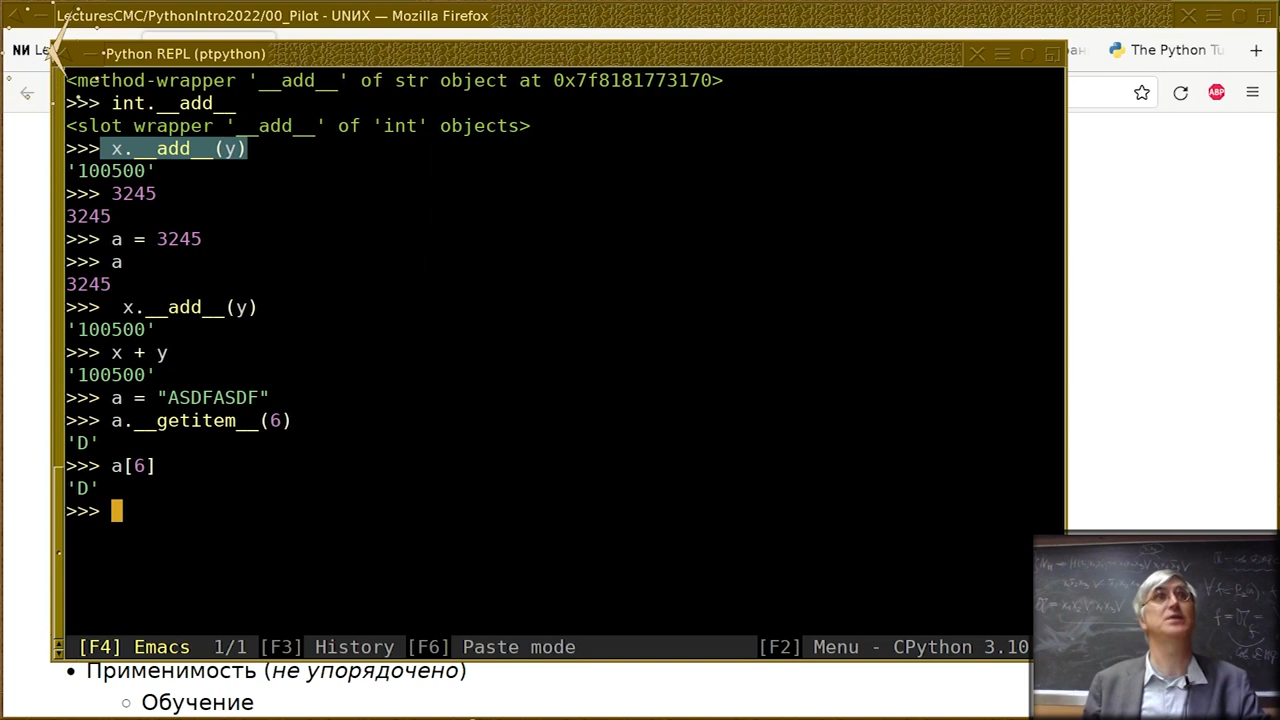 LecturesCMC/PythonIntro2022/00_Pilot - UNИX — Mozilla Firefox
NИ Le
The Python Tu
Python REPL (ptpython)
ABP
<method-wrapper '__add__' of str object at 0x7f8181773170>
>>> int.__add__
<slot wrapper '__add__' of 'int' objects>
>>> x.__add__(y)
'100500'
>>> 3245
3245
>>> a = 3245
>>> a
3245
>>>  x.__add__(y)
'100500'
>>> x + y
'100500'
>>> a = "ASDFASDF"
>>> a.__getitem__(6)
'D'
>>> a[6]
'D'
>>>
[F4] Emacs 1/1 [F3] History [F6] Paste mode [F2] Menu - CPython 3.10
• Применимость (не упорядочено)
○ Обучение